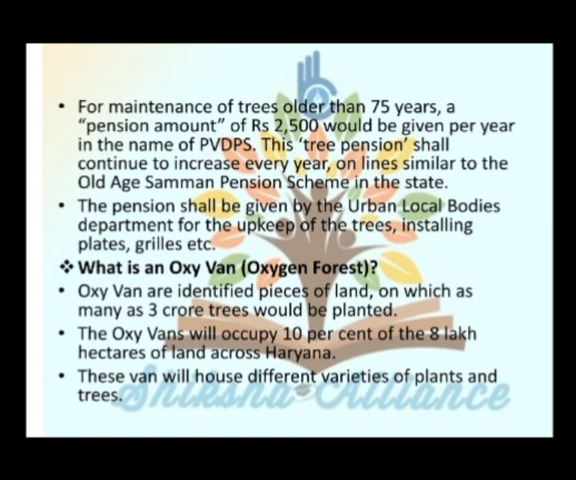 • For maintenance of trees older than 75 years, a
“pension amount” of Rs 2,500 would be given per year
in the name of PVDPS. This ‘tree pension’ shall
continue to increase every year, on lines similar to the
Old Age Samman Pension Scheme in the state.
• The pension shall be given by the Urban Local Bodies
department for the upkeep of the trees, installing
plates, grilles etc.
❖ What is an Oxy Van (Oxygen Forest)?
• Oxy Van are identified pieces of land, on which as
many as 3 crore trees would be planted.
• The Oxy Vans will occupy 10 per cent of the 8 lakh
hectares of land across Haryana.
• These van will house different varieties of plants and
trees.
Shiksha Alliance